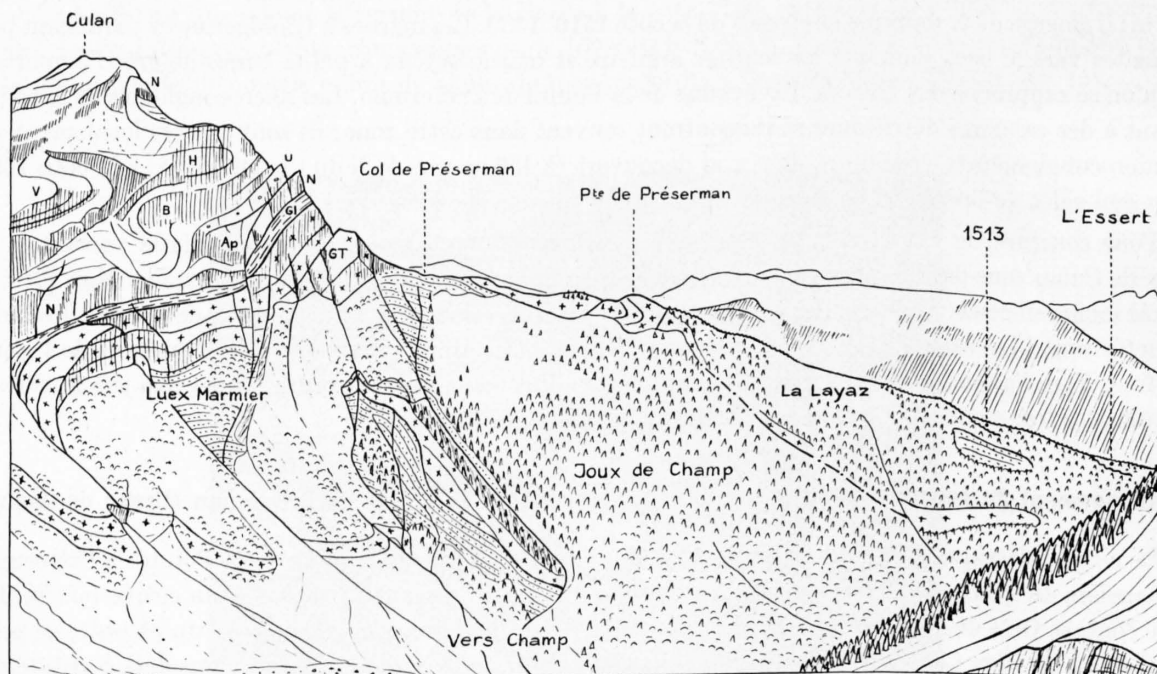 Culan
N
H
U
N
Col de Préserman
Pte de Préserman
L'Essert
V
B
Gl
H
1513
Ap
GT
N
Luex Marmier
La Layaz
Joux de Champ
Vers Champ